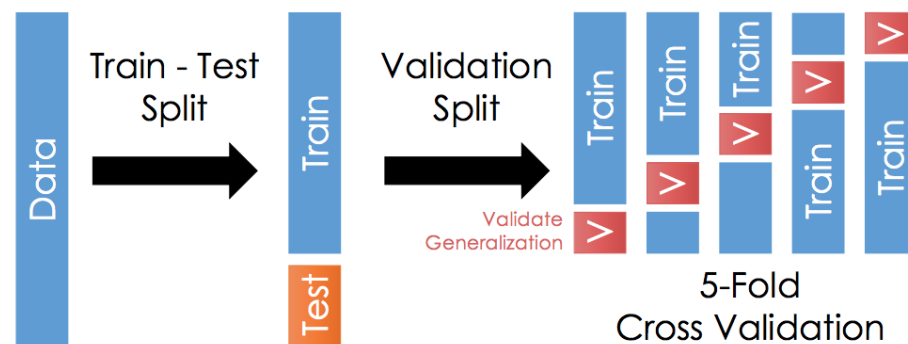 Data
Train - Test
Split
Train
Test
Validation
Split
Validate
Generalization
Train
V
Train
V
Train
V
V
Train
V
Train
5-Fold
Cross Validation